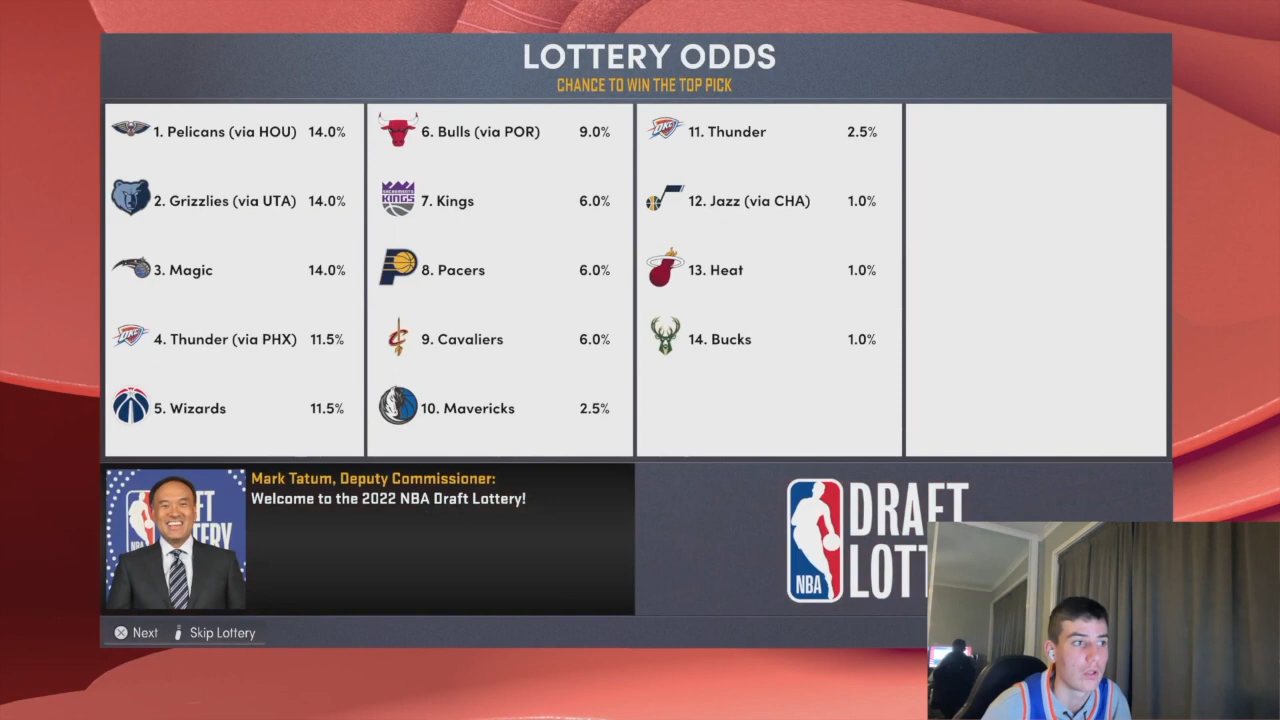 LOTTERY ODDS
CHANCE TO WIN THE TOP PICK
1. Pelicans (via HOU) 14.0%
2. Grizzlies (via UTA) 14.0%
3. Magic 14.0%
4. Thunder (via PHX) 11.5%
5. Wizards 11.5%
6. Bulls (via POR) 9.0%
SACRAMENTO
KINGS
7. Kings 6.0%
8. Pacers 6.0%
9. Cavaliers 6.0%
10. Mavericks 2.5%
OKC
11. Thunder 2.5%
12. Jazz (via CHA) 1.0%
13. Heat 1.0%
14. Bucks 1.0%
Mark Tatum, Deputy Commissioner:
Welcome to the 2022 NBA Draft Lottery!
NBA
DRAFT
LOTT
Next Skip Lottery